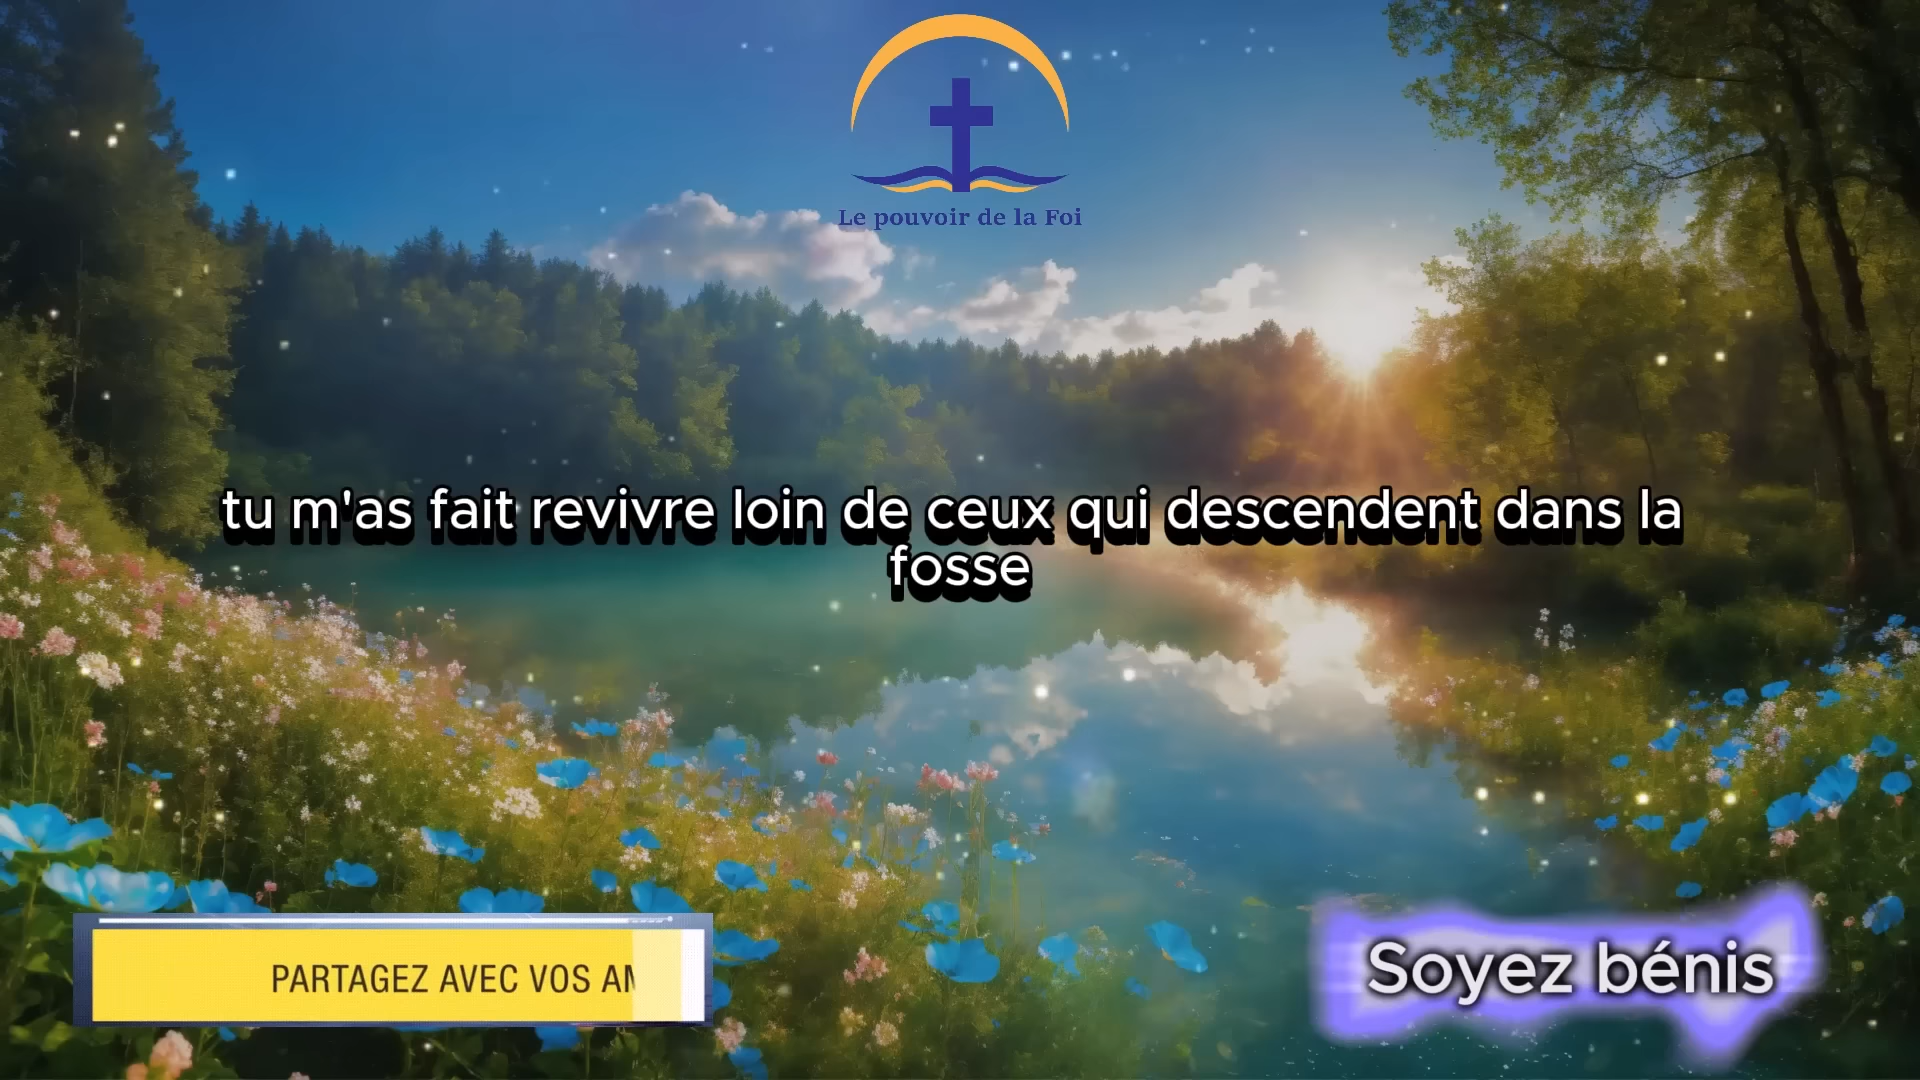 Le pouvoir de la Foi
tu m'as fait revivre loin de ceux qui descendent dans la
fosse
PARTAGEZ AVEC VOS
Soyez bénis